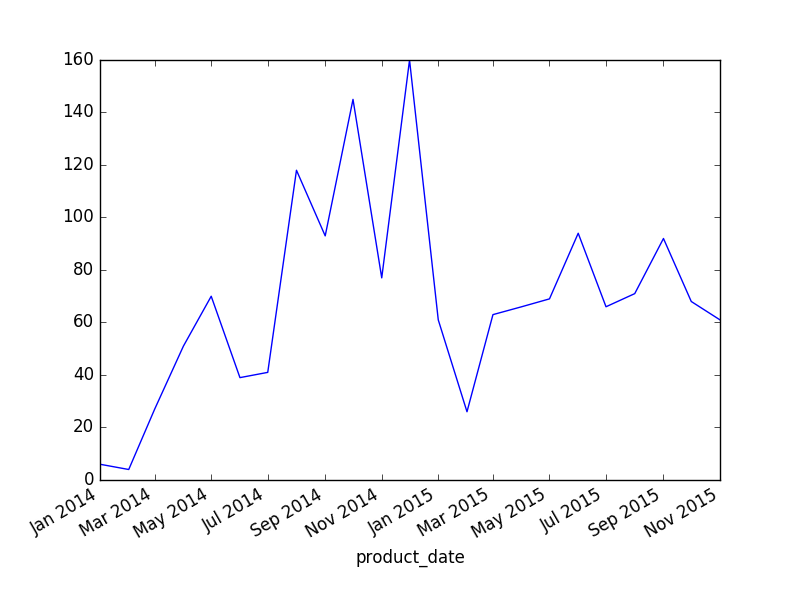 160
140
120
100
80
60
40
20
0
Jan 2014
Mar 2014
May 2014
Jul 2014
Sep 2014
Nov 2014
Jan 2015
Mar 2015
May 2015
Jul 2015
Sep 2015
Nov 2015
product_date